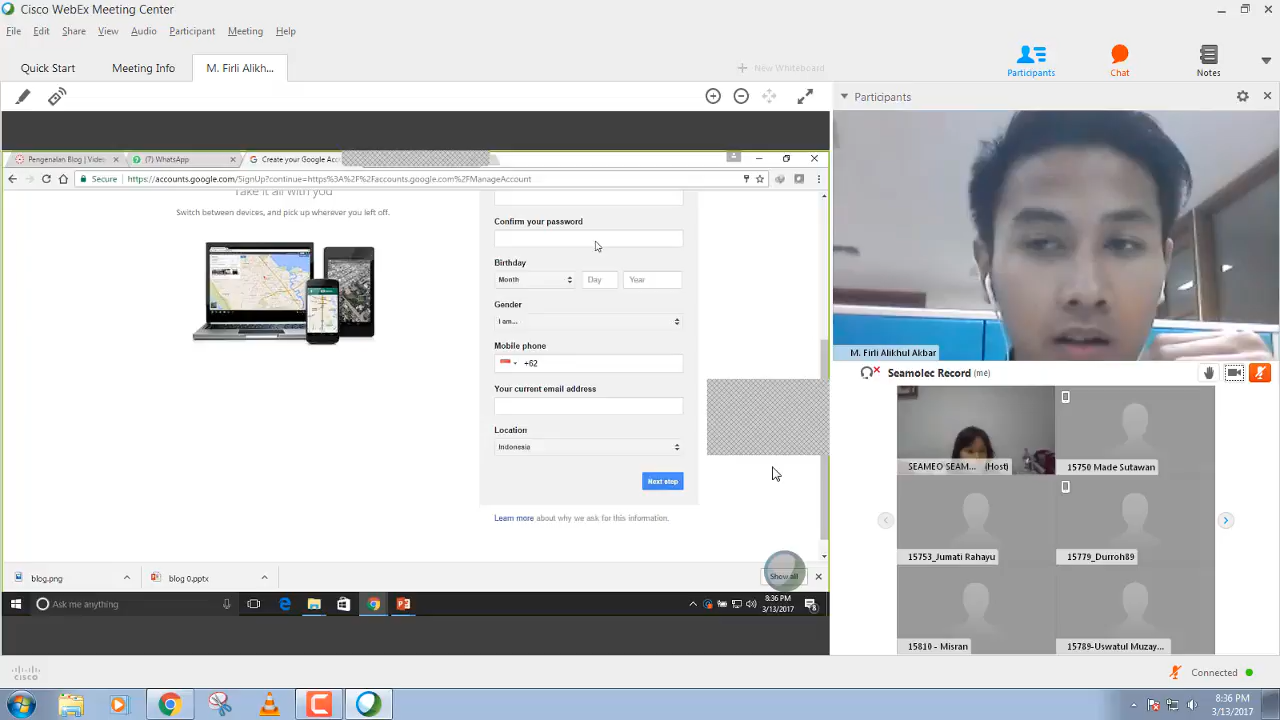 Cisco WebEx Meeting Center
File Edit Share View Audio Participant Meeting Help
Quick Start Meeting Info M. Firli Alikh... New Whiteboard
Participants Chat Notes
Participants
Pengenalan Blog | Video (7) WhatsApp Create your Google Acc
Secure https://accounts.google.com/SignUp?continue=https%3A%2F%2Faccounts.google.com%2FManageAccount
Take it all with you
Switch between devices, and pick up wherever you left off.
Confirm your password
Birthday
Month Day Year
Gender
I am...
Mobile phone
+62
Your current email address
Location
Indonesia
Next step
Learn more about why we ask for this information.
blog.png blog 0.pptx Show all
Ask me anything 8:36 PM
3/13/2017
M. Firli Alikhul Akbar
Seamolec Record (me)
SEAMEO SEAM... (Host) 15750 Made Sutawan
15753_Jumati Rahayu 15779_Durroh89
15810 - Misran 15789-Uswatul Muzay...
cisco Connected
8:36 PM
3/13/2017